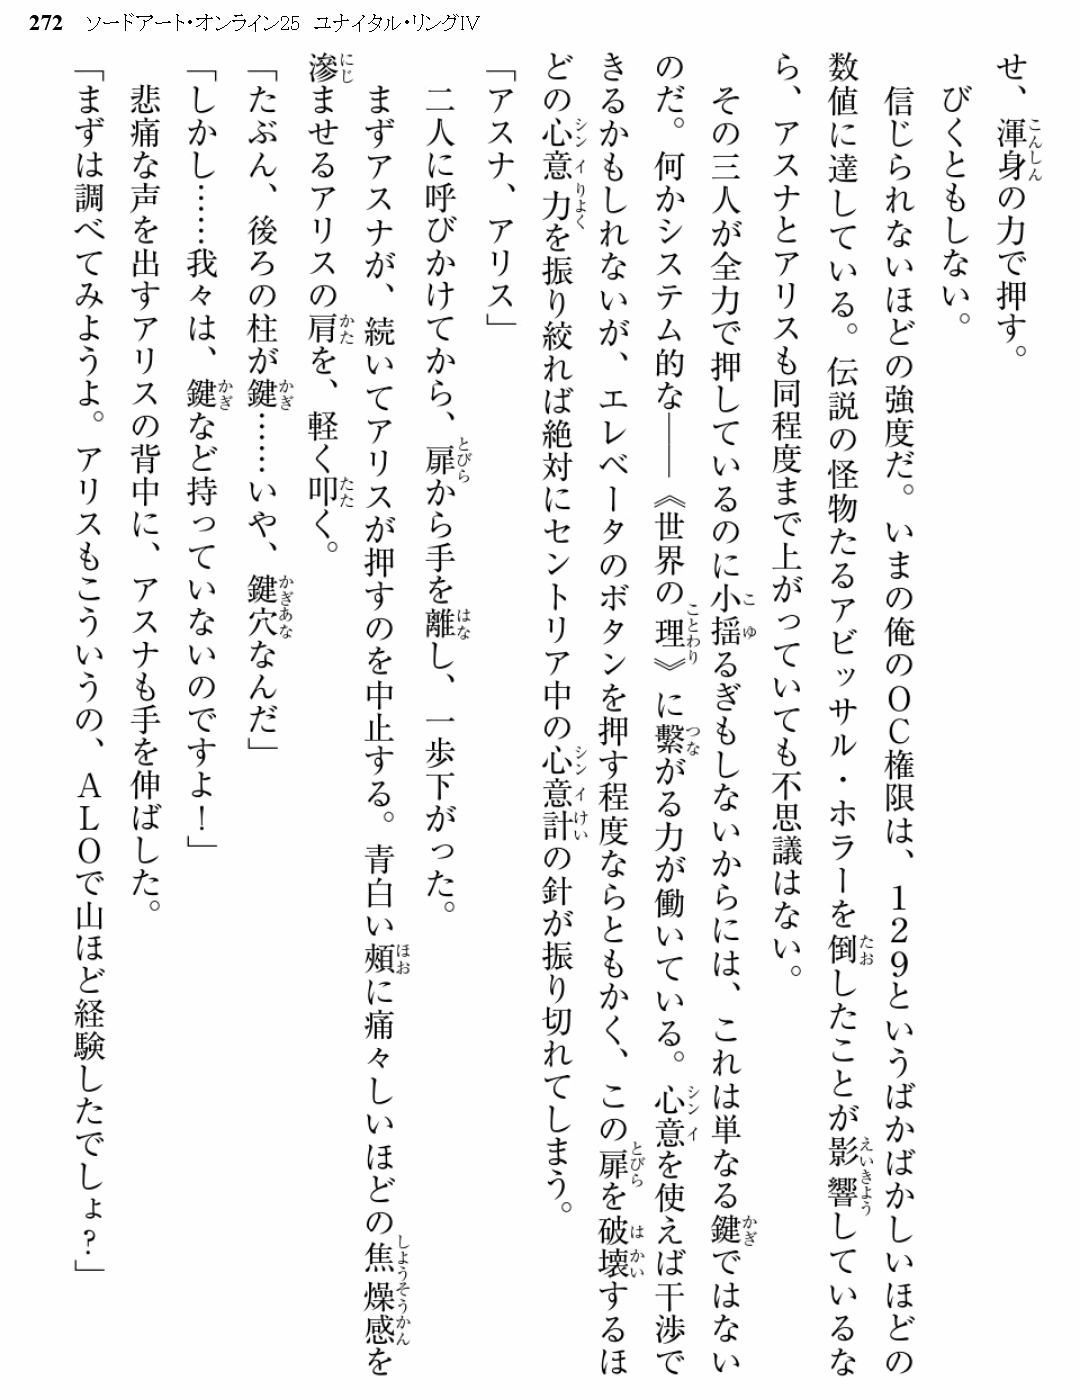 272 ソードアート・オンライン25 ユナイタル・リングⅣ
せ、渾身の力で押す。
びくともしない。
信じられないほどの強度だ。いまの俺のOC権限は、129というばかばかしいほどの
数値に達している。伝説の怪物たるアビッサル・ホラーを倒したことが影響しているな
ら、アスナとアリスも同程度まで上がっていても不思議はない。
その三人が全力で押しているのに小揺るぎもしないからには、これは単なる鍵ではない
のだ。何かシステム的な――《世界の理》に繫がる力が働いている。心意を使えば干渉で
きるかもしれないが、エレベータのボタンを押す程度ならともかく、この扉を破壊するほ
どの心意力を振り絞れば絶対にセントリア中の心意計の針が振り切れてしまう。
「アスナ、アリス」
二人に呼びかけてから、扉から手を離し、一歩下がった。
まずアスナが、続いてアリスが押すのを中止する。青白い頰に痛々しいほどの焦燥感を
滲ませるアリスの肩を、軽く叩く。
「たぶん、後ろの柱が鍵……いや、鍵穴なんだ」
「しかし……我々は、鍵など持っていないのですよ！」
悲痛な声を出すアリスの背中に、アスナも手を伸ばした。
「まずは調べてみようよ。アリスもこういうの、ALOで山ほど経験したでしょ？」